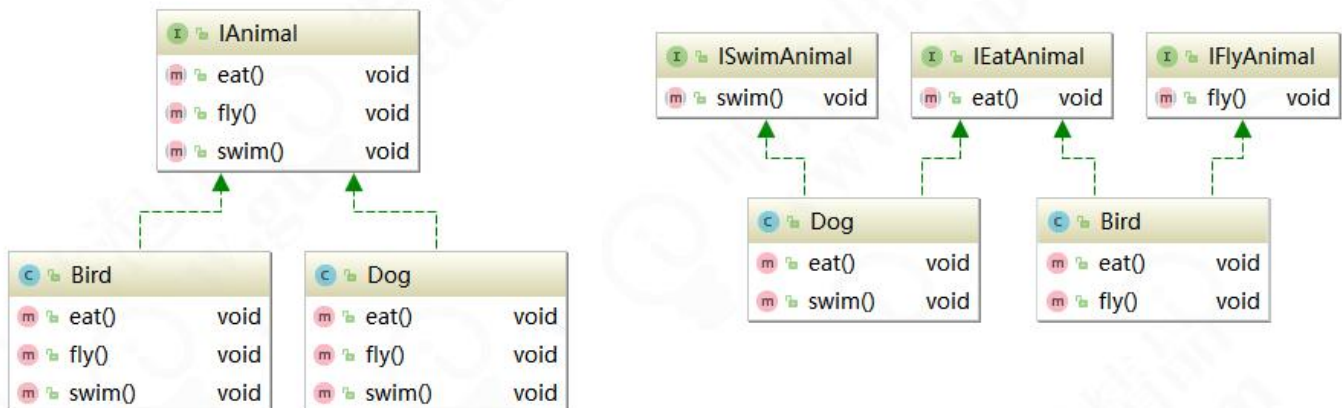 IAnimal
eat() void
fly() void
swim() void
Bird
eat() void
fly() void
swim() void
Dog
eat() void
fly() void
swim() void
ISwimAnimal
swim() void
IEatAnimal
eat() void
IFlyAnimal
fly() void
Dog
eat() void
swim() void
Bird
eat() void
fly() void